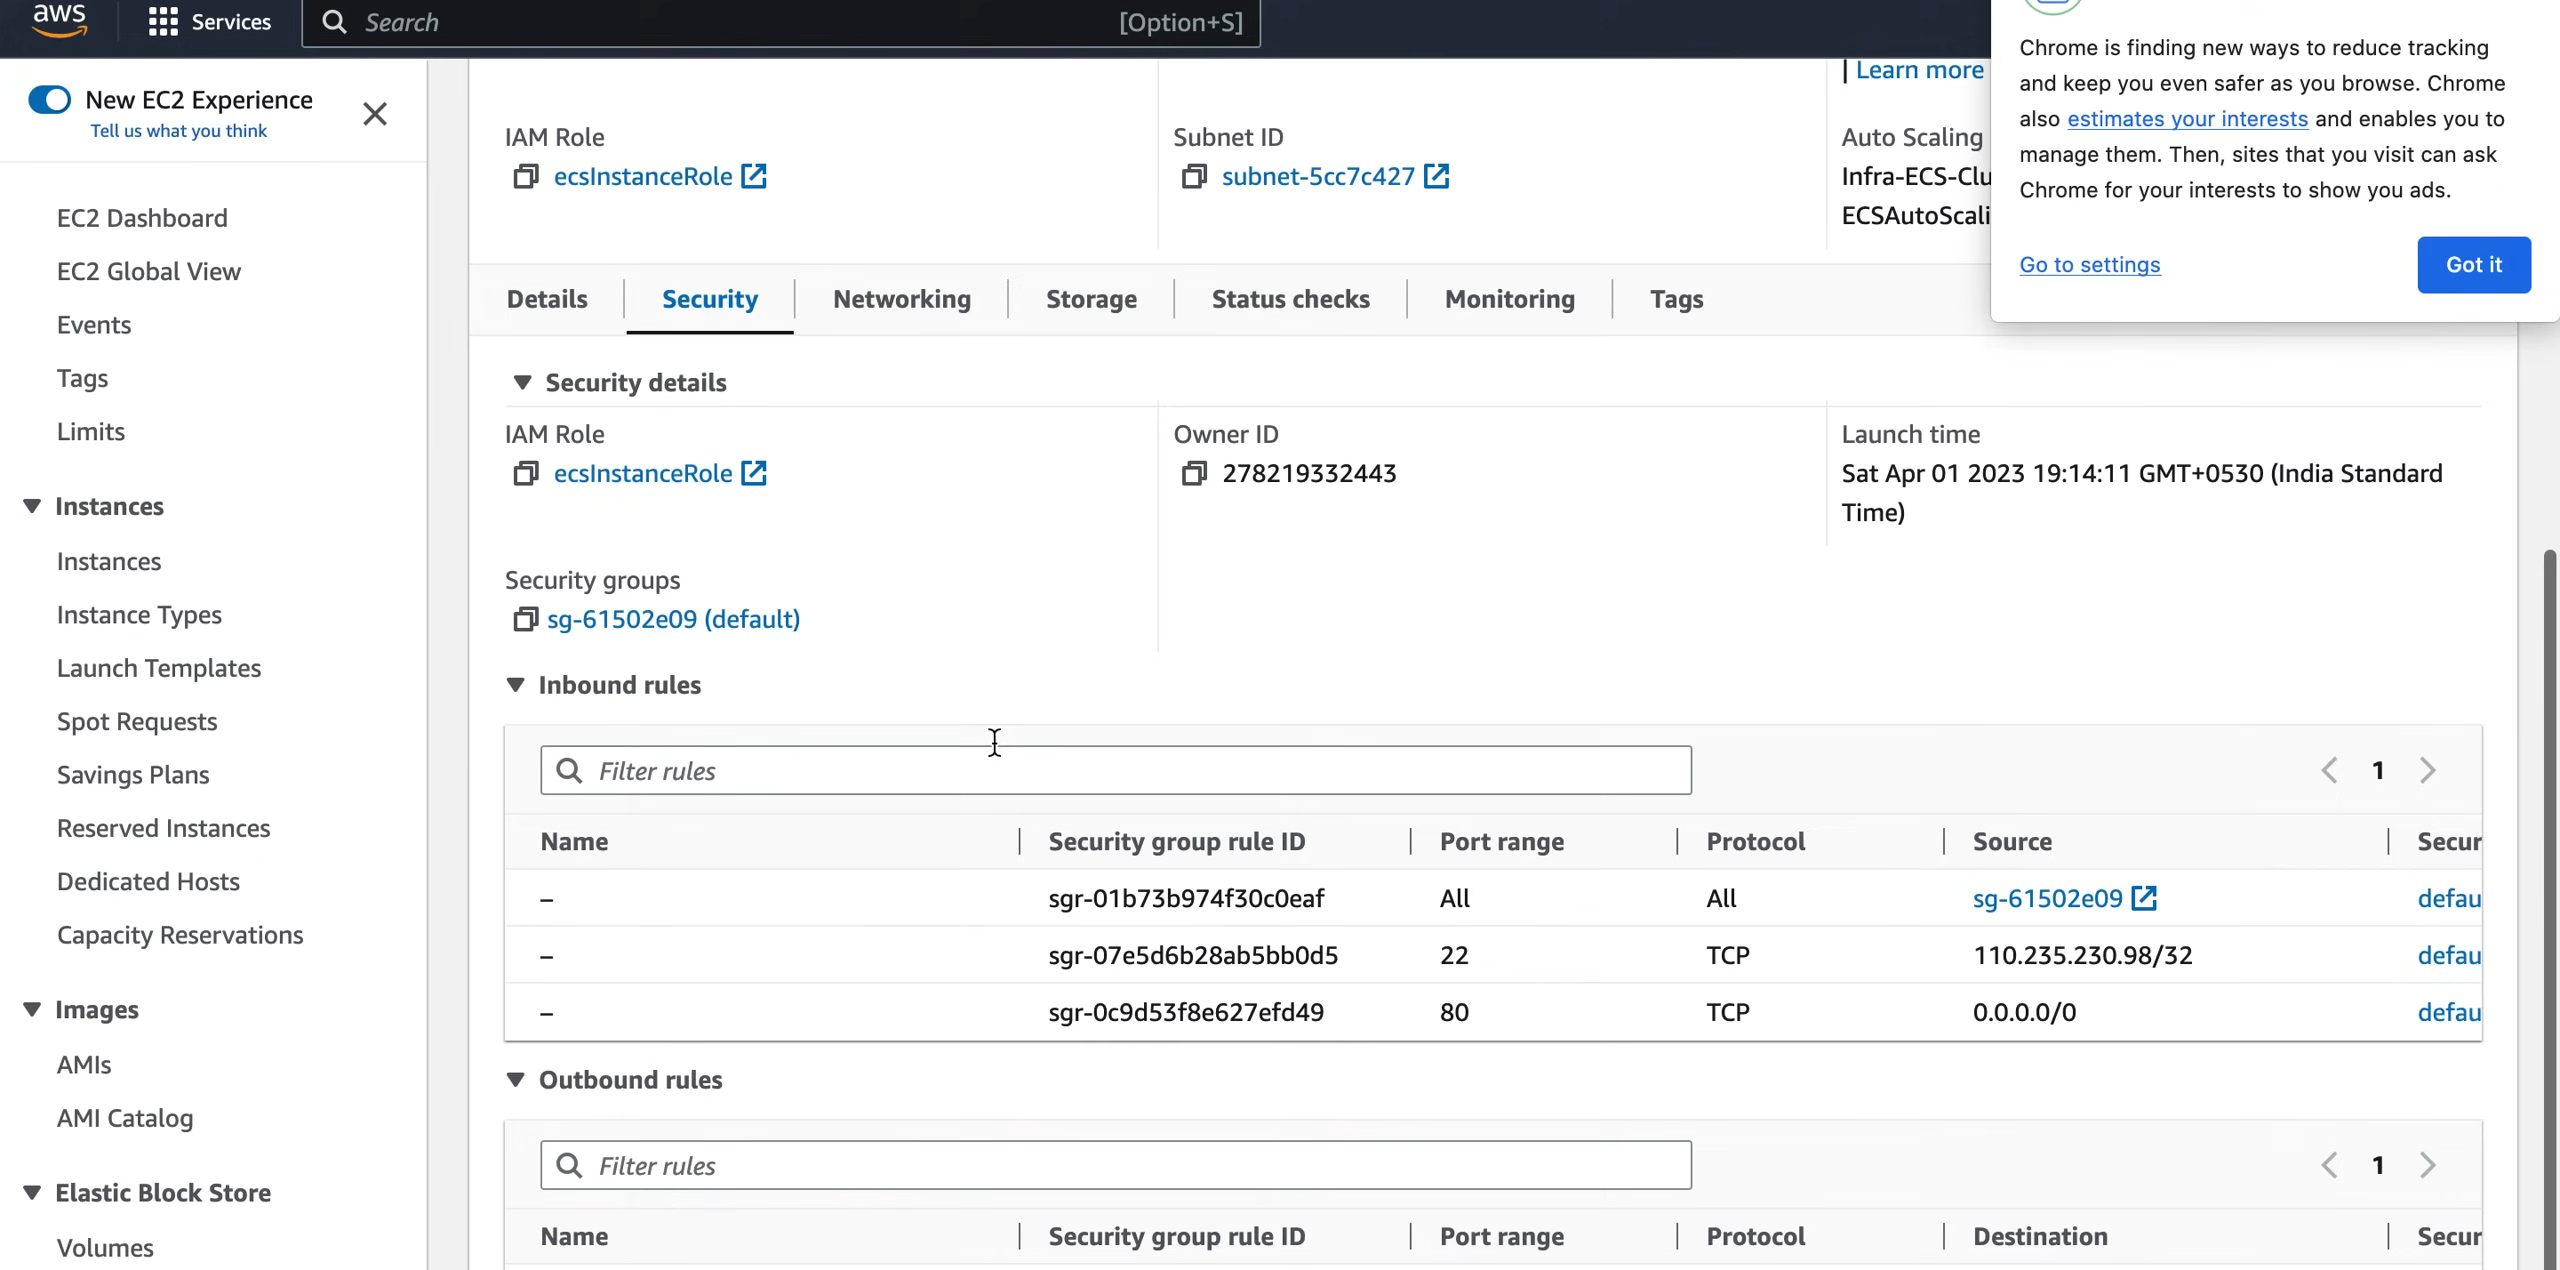 aws
Services
Search
[Option+S]
New EC2 Experience
Tell us what you think
EC2 Dashboard
EC2 Global View
Events
Tags
Limits
Instances
Instances
Instance Types
Launch Templates
Spot Requests
Savings Plans
Reserved Instances
Dedicated Hosts
Capacity Reservations
Images
AMIs
AMI Catalog
Elastic Block Store
Volumes
| Learn more
IAM Role
ecsInstanceRole
Subnet ID
subnet-5cc7c427
Auto Scaling
Infra-ECS-Clu
ECSAutoScali
Chrome is finding new ways to reduce tracking
and keep you even safer as you browse. Chrome
also estimates your interests and enables you to
manage them. Then, sites that you visit can ask
Chrome for your interests to show you ads.
Go to settings
Got it
Details
Security
Networking
Storage
Status checks
Monitoring
Tags
Security details
IAM Role
ecsInstanceRole
Owner ID
278219332443
Launch time
Sat Apr 01 2023 19:14:11 GMT+0530 (India Standard
Time)
Security groups
sg-61502e09 (default)
Inbound rules
Filter rules
1
Name Security group rule ID Port range Protocol Source Secur
– sgr-01b73b974f30c0eaf All All sg-61502e09 defau
– sgr-07e5d6b28ab5bb0d5 22 TCP 110.235.230.98/32 defau
– sgr-0c9d53f8e627efd49 80 TCP 0.0.0.0/0 defau
Outbound rules
Filter rules
1
Name Security group rule ID Port range Protocol Destination Secur